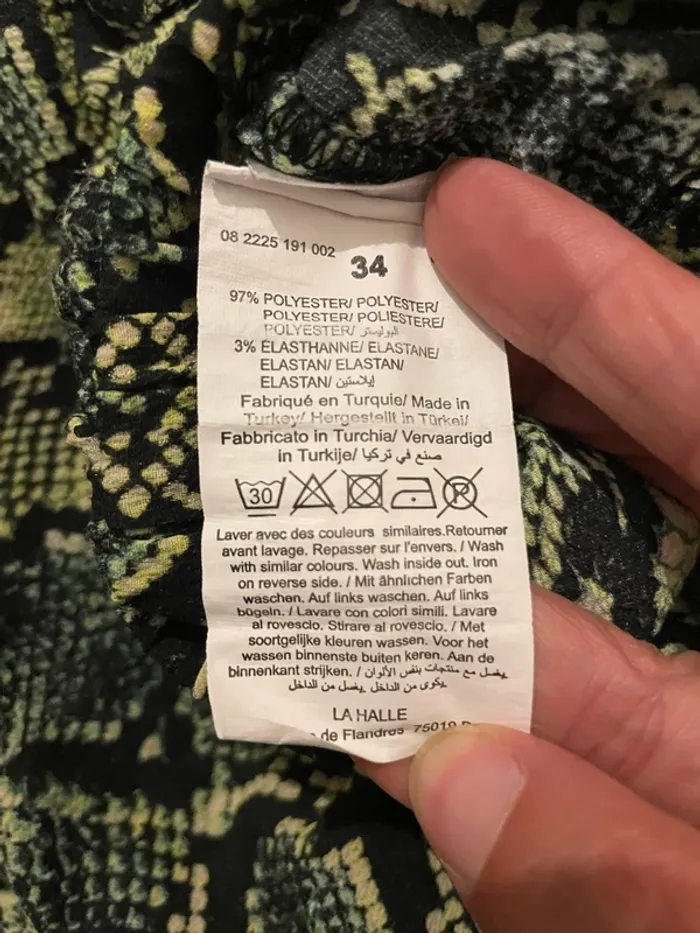 08 2225 191 002
34
97% POLYESTER/ POLYESTER/
POLYESTER/ POLIESTERE/
POLYESTER/ البوليستر
3% ÉLASTHANNE/ ELASTANE/
ELASTAN/ ELASTAN/
ELASTAN/ إيلاستين
Fabriqué en Turquie/ Made in
Turkey/ Hergestellt in Türkei/
Fabbricato in Turchia/ Vervaardigd
in Turkije/ صنع في تركيا
30
P
Laver avec des couleurs similaires.Retourner
avant lavage. Repasser sur l'envers. / Wash
with similar colours. Wash inside out. Iron
on reverse side. / Mit ähnlichen Farben
waschen. Auf links waschen. Auf links
bügeln. / Lavare con colori simili. Lavare
al rovescio. Stirare al rovescio. / Met
soortgelijke kleuren wassen. Voor het
wassen binnenste buiten keren. Aan de
binnenkant strijken. / يغسل مع منتجات بنفس الألوان
يكوى من الداخل. يغسل من الداخل
LA HALLE
de Flandres 75019